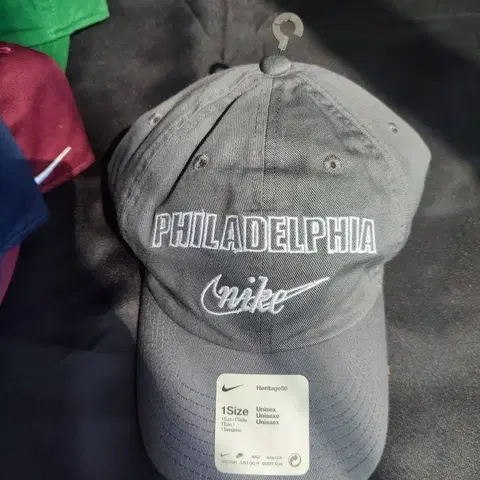 PHILADELPHIA
nike
Heritage86
1Size
Unisex
Unisexe
Unissex